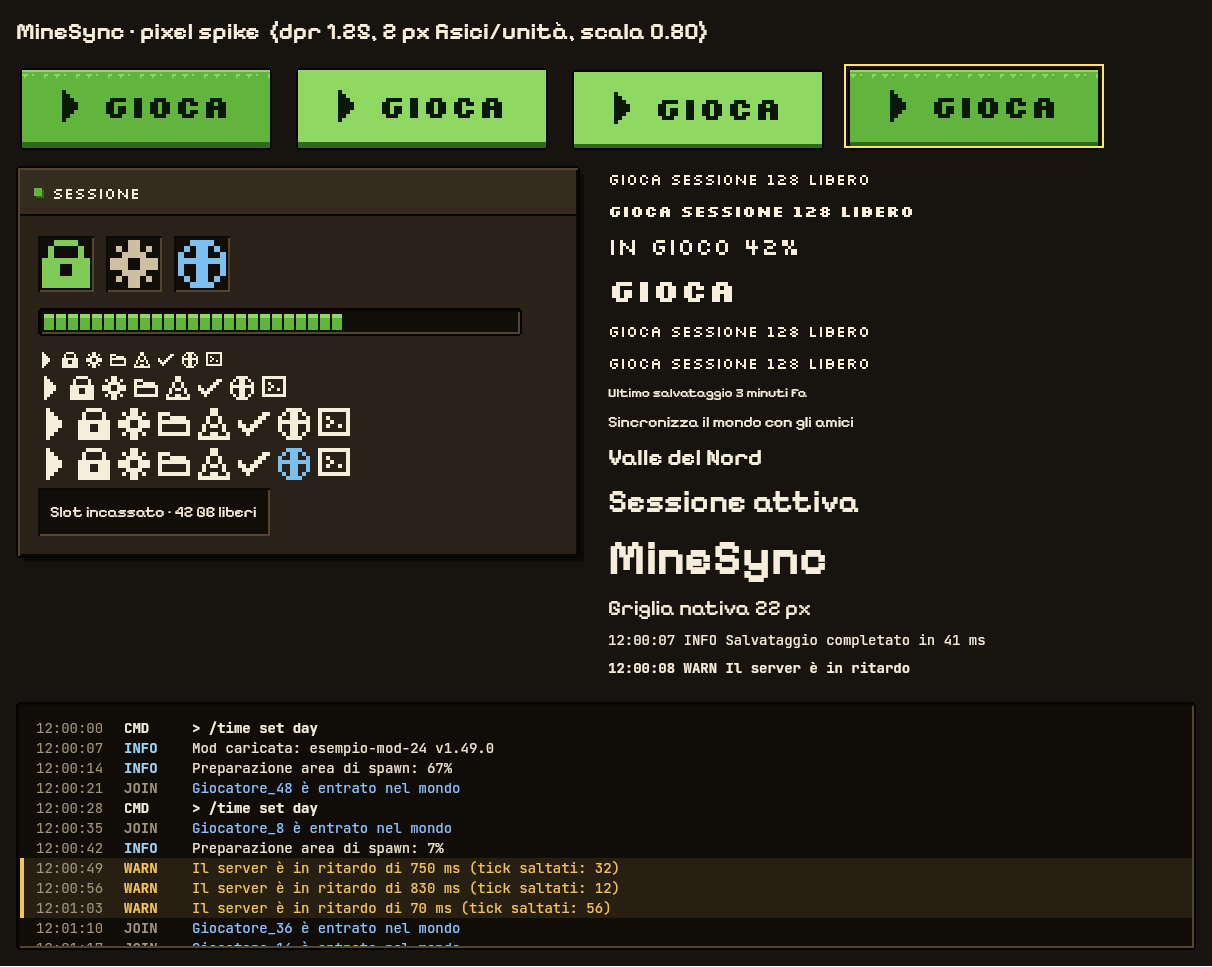 MineSync · pixel spike (dpr 1.25, 2 px fisici/unità, scala 0.80)
GIOCA
GIOCA
GIOCA
GIOCA
SESSIONE
Slot incassato · 42 GB liberi
GIOCA SESSIONE 128 LIBERO
GIOCA SESSIONE 128 LIBERO
IN GIOCO 42%
GIOCA
GIOCA SESSIONE 128 LIBERO
GIOCA SESSIONE 128 LIBERO
Ultimo salvataggio 3 minuti fa
Sincronizza il mondo con gli amici
Valle del Nord
Sessione attiva
MineSync
Griglia nativa 22 px
12:00:07 INFO Salvataggio completato in 41 ms
12:00:08 WARN Il server è in ritardo
12:00:00 CMD > /time set day
12:00:07 INFO Mod caricata: esempio-mod-24 v1.49.0
12:00:14 INFO Preparazione area di spawn: 67%
12:00:21 JOIN Giocatore_48 è entrato nel mondo
12:00:28 CMD > /time set day
12:00:35 JOIN Giocatore_8 è entrato nel mondo
12:00:42 INFO Preparazione area di spawn: 7%
12:00:49 WARN Il server è in ritardo di 750 ms (tick saltati: 32)
12:00:56 WARN Il server è in ritardo di 830 ms (tick saltati: 12)
12:01:03 WARN Il server è in ritardo di 70 ms (tick saltati: 56)
12:01:10 JOIN Giocatore_36 è entrato nel mondo